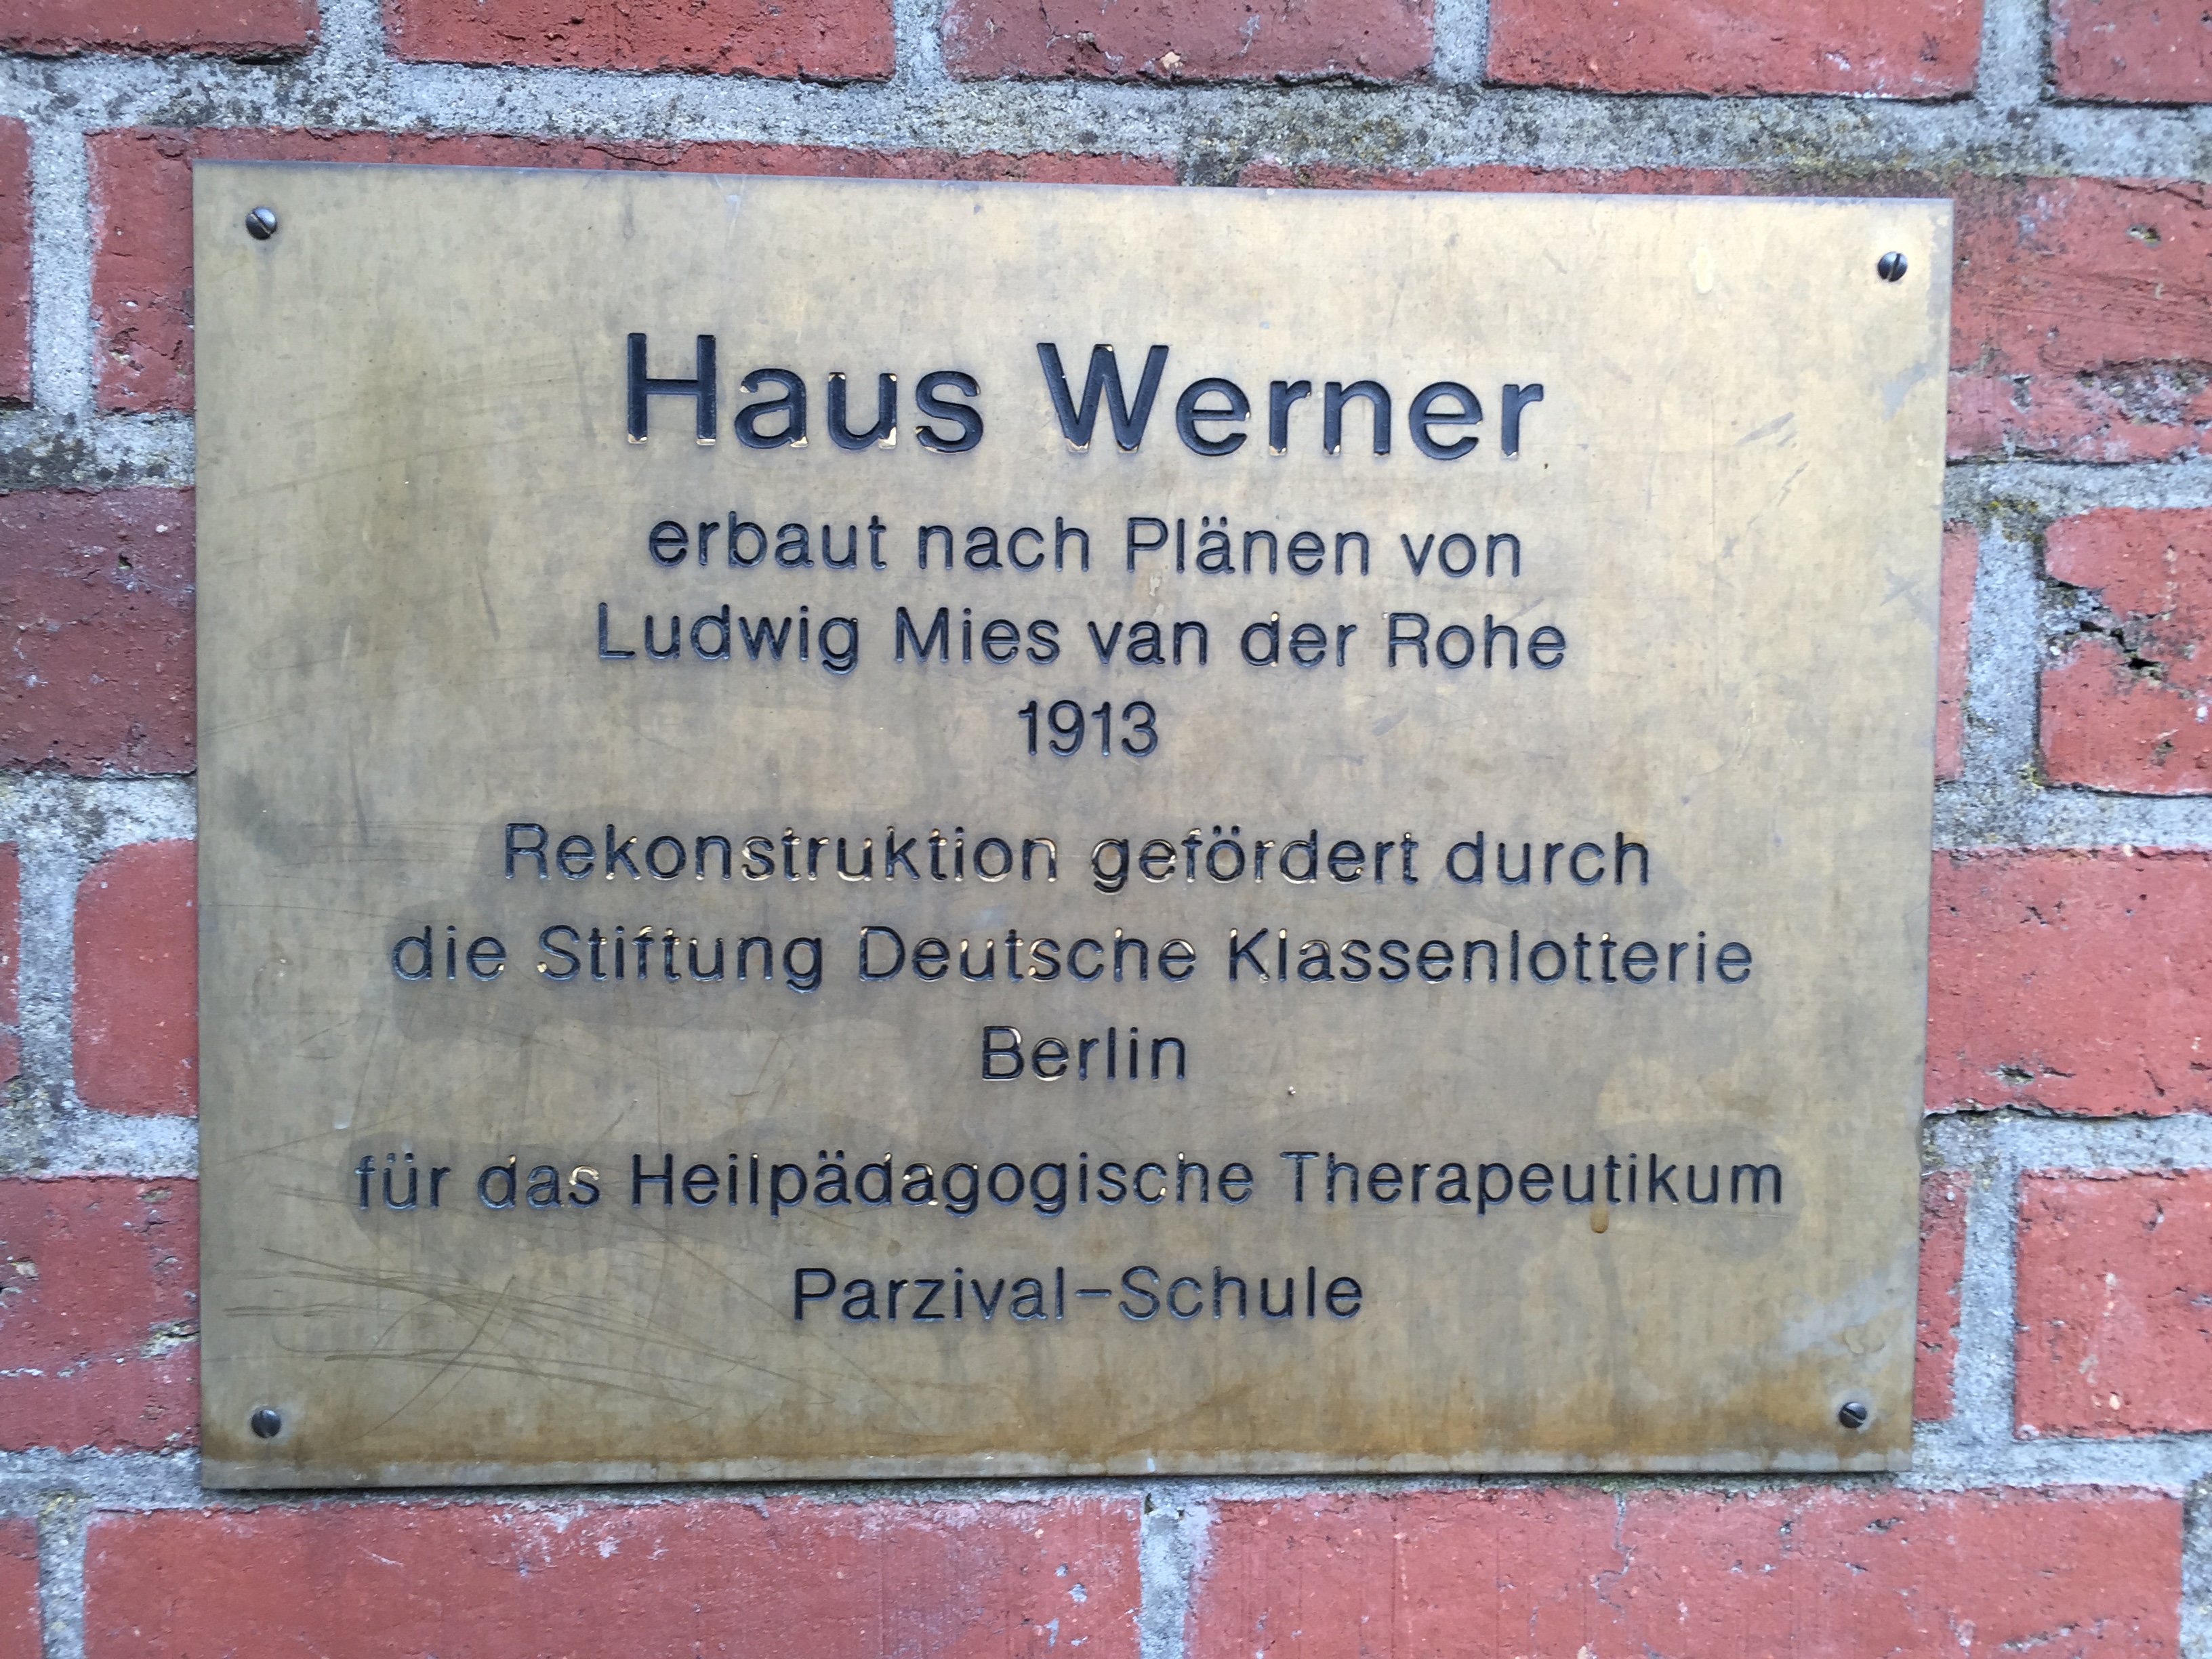 Haus Werner
erbaut nach Plänen von
Ludwig Mies van der Rohe
1913
Rekonstruktion gefördert durch
die Stiftung Deutsche Klassenlotterie
Berlin
für das Heilpädagogische Therapeutikum
Parzival-Schule